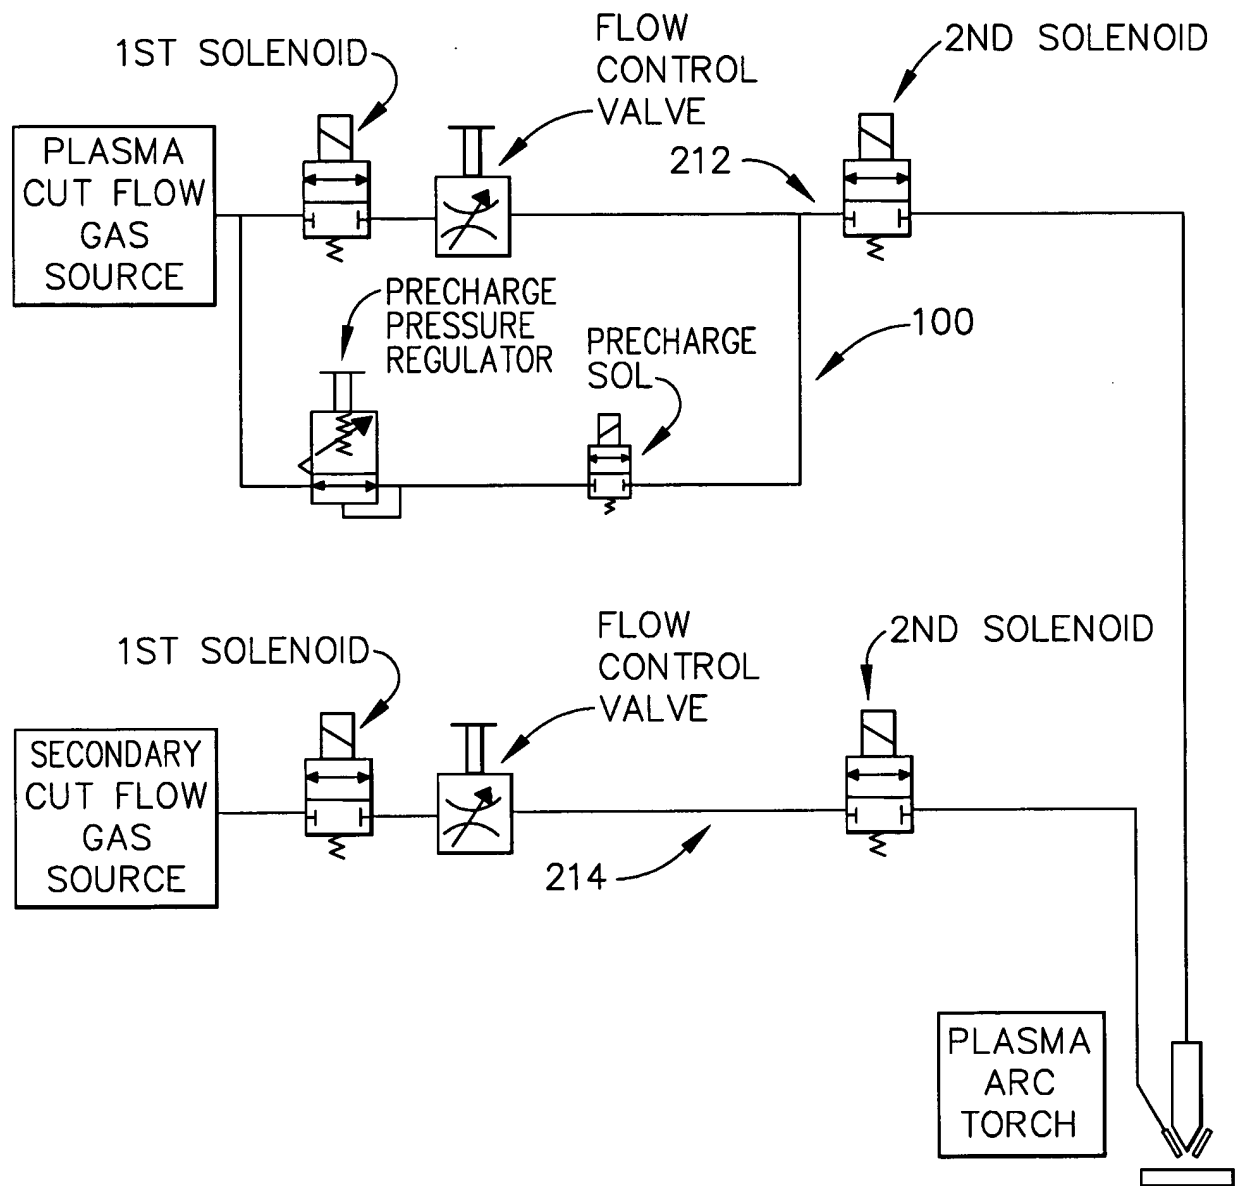 1ST SOLENOID
FLOW
CONTROL
VALVE
2ND SOLENOID
PLASMA
CUT FLOW
GAS
SOURCE
212
PRECHARGE
PRESSURE
REGULATOR
PRECHARGE
SOL
100
1ST SOLENOID
FLOW
CONTROL
VALVE
2ND SOLENOID
SECONDARY
CUT FLOW
GAS
SOURCE
214
PLASMA
ARC
TORCH